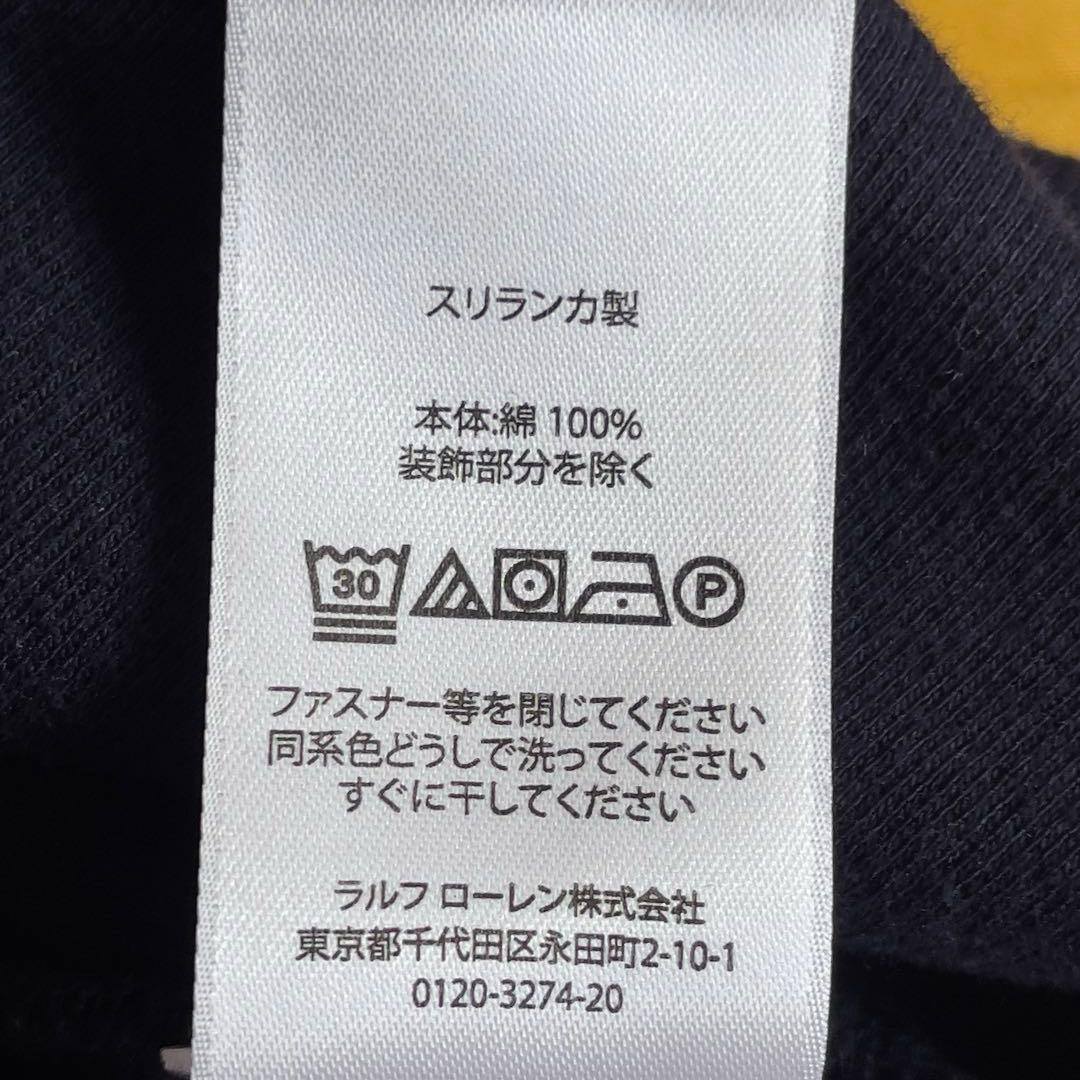 スリランカ製
本体:綿 100%
装飾部分を除く
30 P
ファスナー等を閉じてください
同系色どうしで洗ってください
すぐに干してください
ラルフ ローレン株式会社
東京都千代田区永田町2-10-1
0120-3274-20